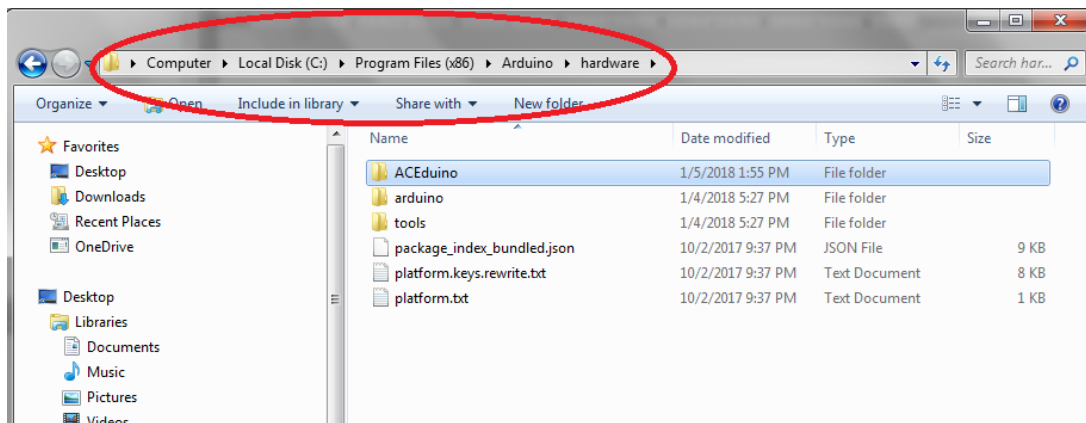 Computer ▸ Local Disk (C:) ▸ Program Files (x86) ▸ Arduino ▸ hardware ▸
Search har...
Organize Open Include in library Share with New folder
Name Date modified Type Size
Favorites
Desktop
Downloads
Recent Places
OneDrive
Desktop
Libraries
Documents
Music
Pictures
Videos
ACEduino 1/5/2018 1:55 PM File folder
arduino 1/4/2018 5:27 PM File folder
tools 1/4/2018 5:27 PM File folder
package_index_bundled.json 10/2/2017 9:37 PM JSON File 9 KB
platform.keys.rewrite.txt 10/2/2017 9:37 PM Text Document 8 KB
platform.txt 10/2/2017 9:37 PM Text Document 1 KB